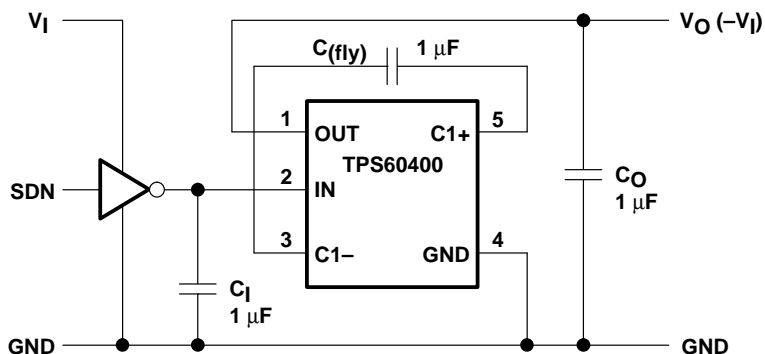 VI
VO (–VI)
C(fly)
1 μF
1
OUT
C1+
5
TPS60400
SDN
2
IN
CO
1 μF
3
C1–
GND
4
CI
1 μF
GND
GND